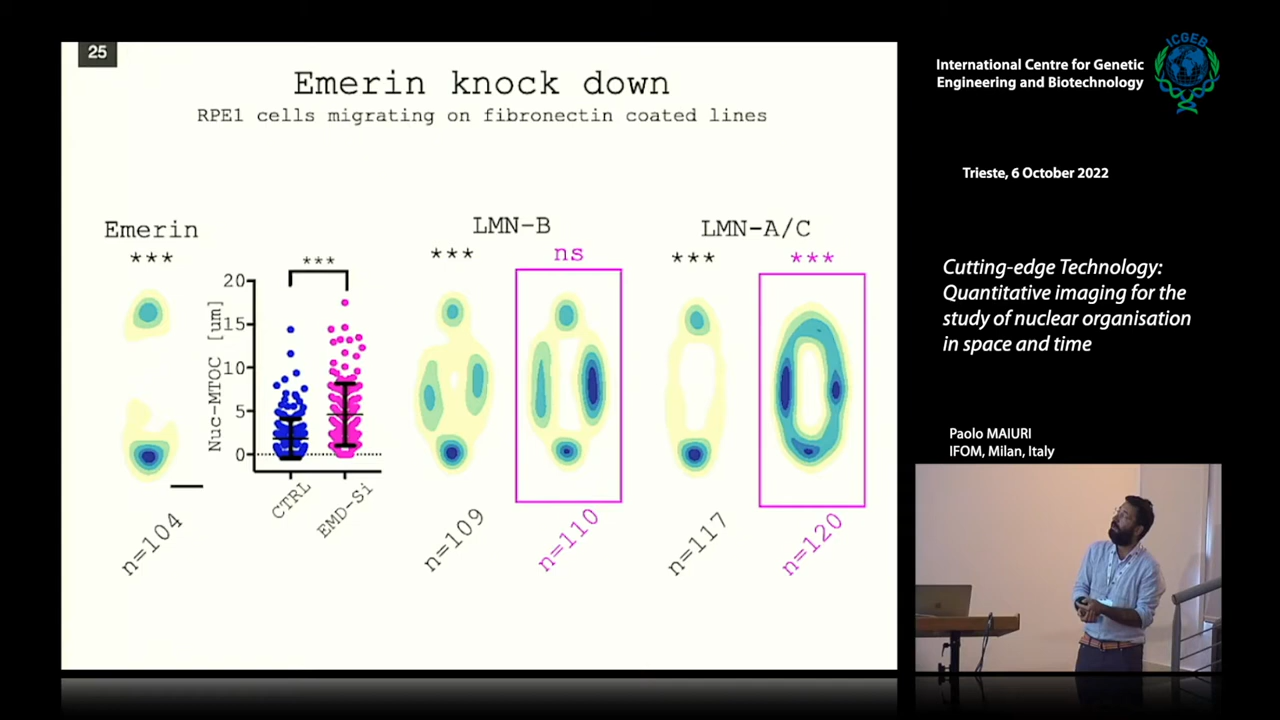 25
Emerin knock down
RPE1 cells migrating on fibronectin coated lines
Emerin
***
Nuc-MTOC [um]
20
15
10
5
0
***
CTRL
EMD-Si
n=104
LMN-B
***
ns
n=109
n=110
LMN-A/C
***
***
n=117
n=120
International Centre for Genetic
Engineering and Biotechnology
ICGEB
Trieste, 6 October 2022
Cutting-edge Technology:
Quantitative imaging for the
study of nuclear organisation
in space and time
Paolo MAIURI
IFOM, Milan, Italy